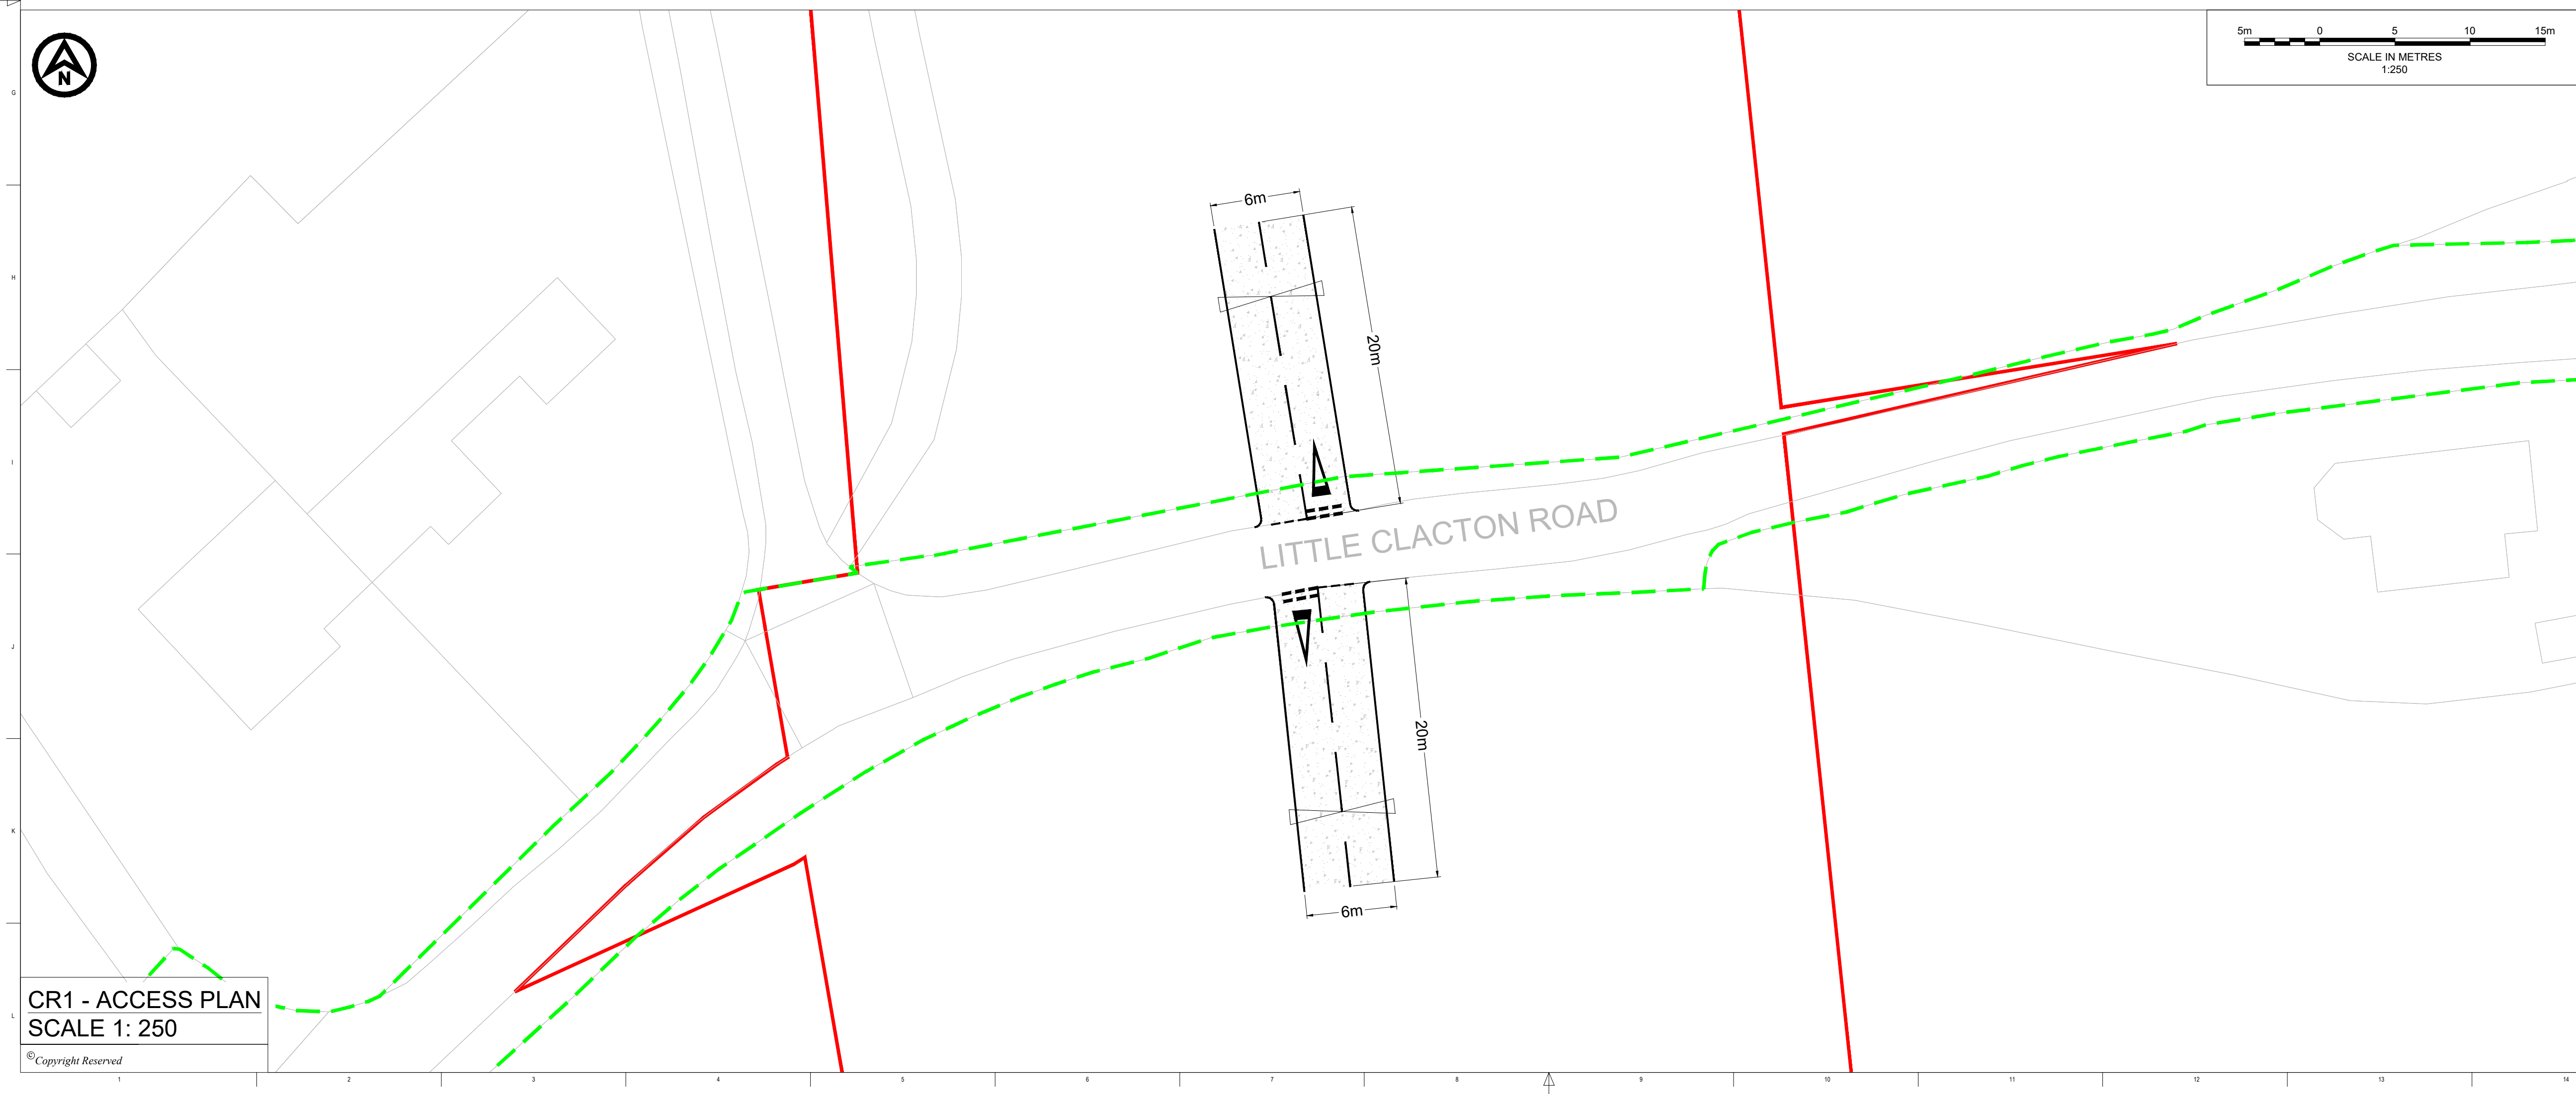 N
5m 0 5 10 15m
SCALE IN METRES
1:250
G
H
I
J
K
L
6m
20m
LITTLE CLACTON ROAD
20m
6m
CR1 - ACCESS PLAN
SCALE 1: 250
©Copyright Reserved
1 2 3 4 5 6 7 8 9 10 11 12 13 14